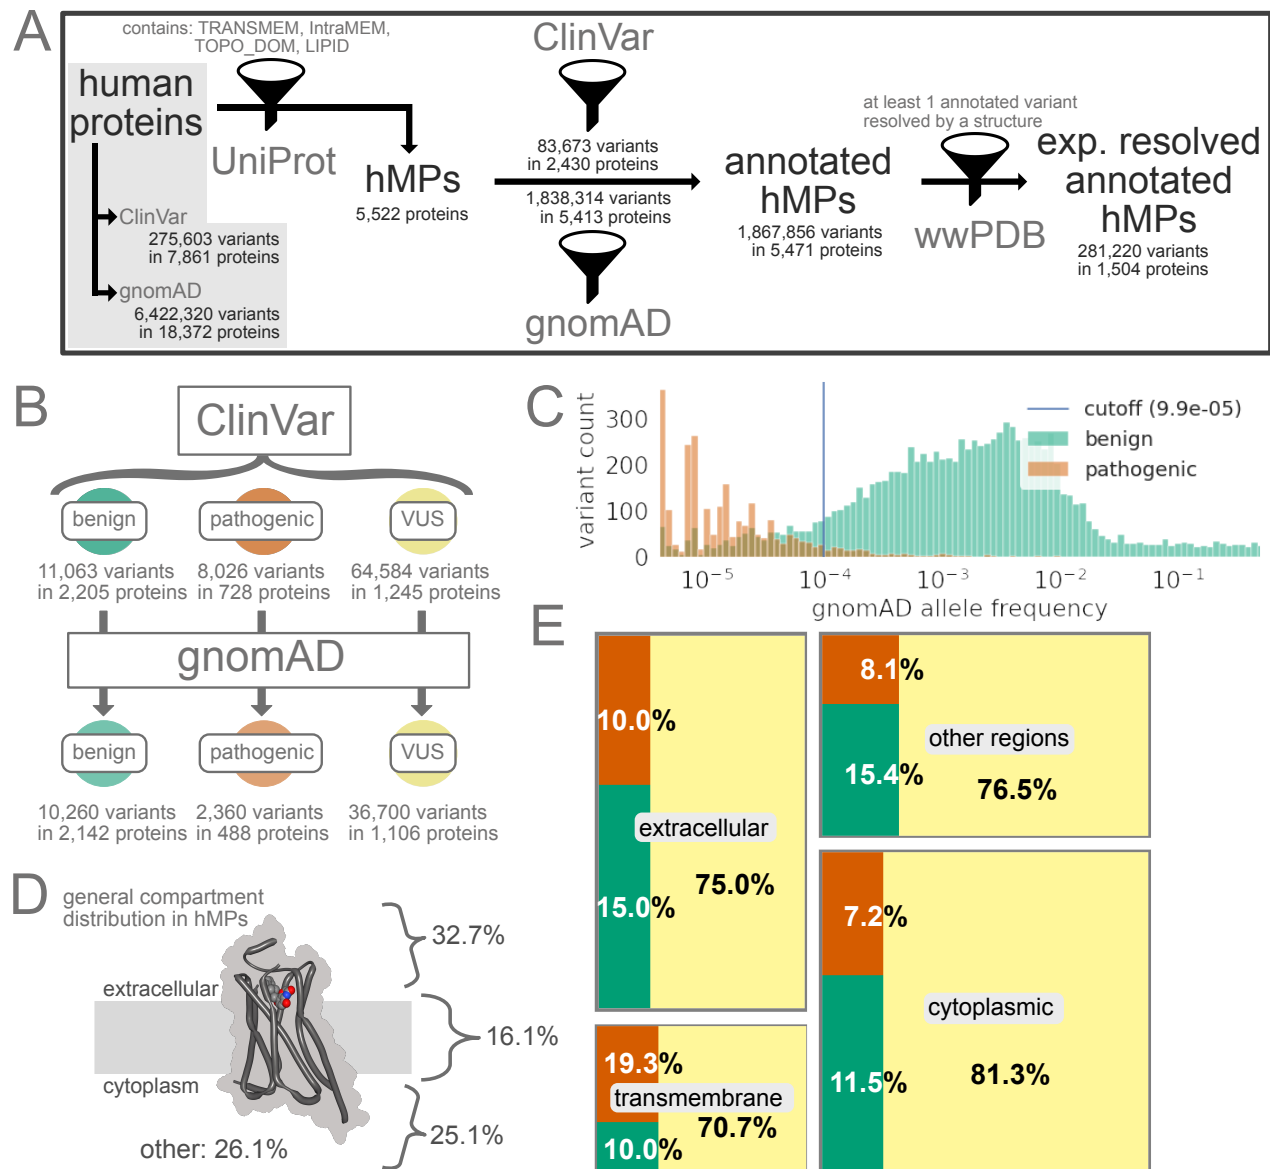 A
contains: TRANSMEM, IntraMEM,
TOPO_DOM, LIPID
human
proteins
UniProt
ClinVar
275,603 variants
in 7,861 proteins
gnomAD
6,422,320 variants
in 18,372 proteins
hMPs
5,522 proteins
ClinVar
83,673 variants
in 2,430 proteins
1,838,314 variants
in 5,413 proteins
gnomAD
annotated
hMPs
1,867,856 variants
in 5,471 proteins
at least 1 annotated variant
resolved by a structure
wwPDB
exp. resolved
annotated
hMPs
281,220 variants
in 1,504 proteins
B
ClinVar
benign
pathogenic
VUS
11,063 variants
in 2,205 proteins
8,026 variants
in 728 proteins
64,584 variants
in 1,245 proteins
gnomAD
benign
pathogenic
VUS
10,260 variants
in 2,142 proteins
2,360 variants
in 488 proteins
36,700 variants
in 1,106 proteins
C
variant count
300
200
100
0
cutoff (9.9e-05)
benign
pathogenic
10⁻⁵
10⁻⁴
10⁻³
10⁻²
10⁻¹
gnomAD allele frequency
D
general compartment
distribution in hMPs
extracellular
cytoplasm
32.7%
16.1%
25.1%
other: 26.1%
E
10.0%
15.0%
extracellular
75.0%
8.1%
15.4%
other regions
76.5%
19.3%
transmembrane
70.7%
10.0%
7.2%
11.5%
cytoplasmic
81.3%